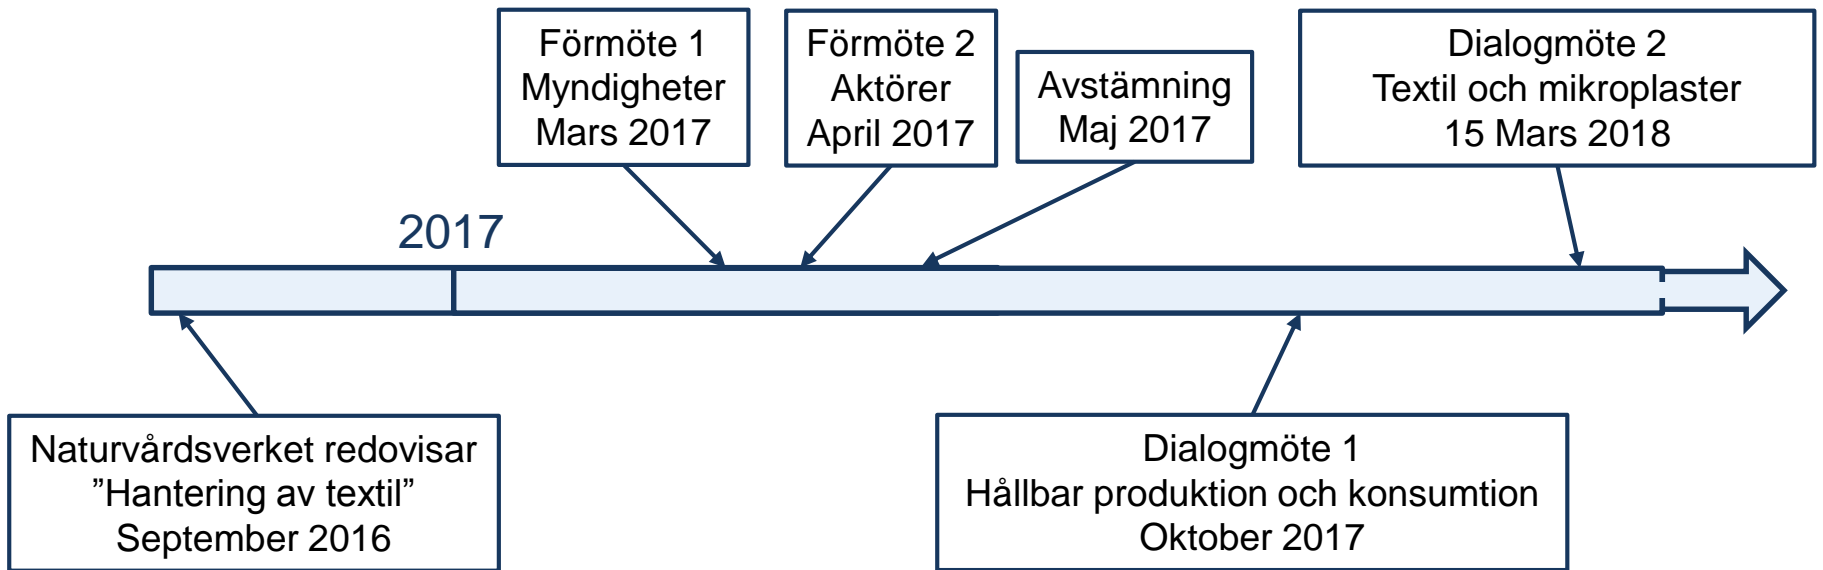 Förmöte 1
Myndigheter
Mars 2017
Förmöte 2
Aktörer
April 2017
Avstämning
Maj 2017
Dialogmöte 2
Textil och mikroplaster
15 Mars 2018
2017
Naturvårdsverket redovisar
”Hantering av textil”
September 2016
Dialogmöte 1
Hållbar produktion och konsumtion
Oktober 2017